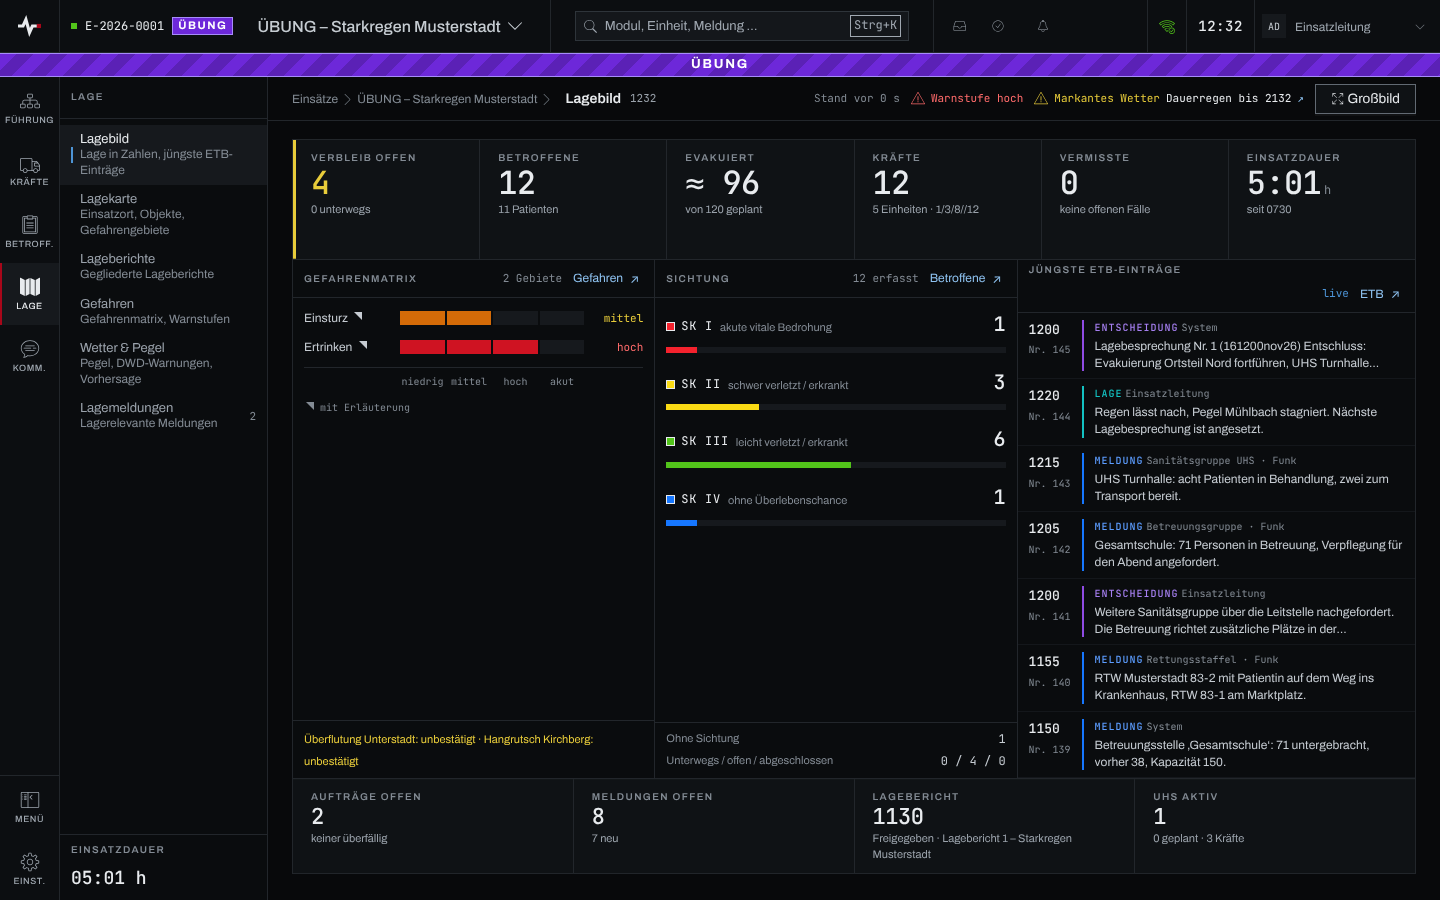 E-2026-0001 ÜBUNG ÜBUNG – Starkregen Musterstadt
Modul, Einheit, Meldung ... Strg+K
12:32 AD Einsatzleitung
ÜBUNG
FÜHRUNG
KRÄFTE
BETROFF.
LAGE
KOMM.
MENÜ
EINST.
LAGE
Lagebild
Lage in Zahlen, jüngste ETB-
Einträge
Lagekarte
Einsatzort, Objekte,
Gefahrengebiete
Lageberichte
Gegliederte Lageberichte
Gefahren
Gefahrenmatrix, Warnstufen
Wetter & Pegel
Pegel, DWD-Warnungen,
Vorhersage
Lagemeldungen
Lagerelevante Meldungen 2
EINSATZDAUER
05:01 h
Einsätze ÜBUNG – Starkregen Musterstadt Lagebild 1232
Stand vor 0 s Warnstufe hoch Markantes Wetter Dauerregen bis 2132 ↗ Großbild
VERBLEIB OFFEN
4
0 unterwegs
BETROFFENE
12
11 Patienten
EVAKUIERT
≈ 96
von 120 geplant
KRÄFTE
12
5 Einheiten · 1/3/8//12
VERMISSTE
0
keine offenen Fälle
EINSATZDAUER
5:01 h
seit 0730
GEFAHRENMATRIX 2 Gebiete Gefahren ↗
Einsturz mittel
Ertrinken hoch
niedrig mittel hoch akut
mit Erläuterung
Überflutung Unterstadt: unbestätigt · Hangrutsch Kirchberg:
unbestätigt
SICHTUNG 12 erfasst Betroffene ↗
SK I akute vitale Bedrohung 1
SK II schwer verletzt / erkrankt 3
SK III leicht verletzt / erkrankt 6
SK IV ohne Überlebenschance 1
Ohne Sichtung 1
Unterwegs / offen / abgeschlossen 0 / 4 / 0
JÜNGSTE ETB-EINTRÄGE
live ETB ↗
1200 ENTSCHEIDUNG System
Nr. 145 Lagebesprechung Nr. 1 (161200nov26) Entschluss:
Evakuierung Ortsteil Nord fortführen, UHS Turnhalle…
1220 LAGE Einsatzleitung
Nr. 144 Regen lässt nach, Pegel Mühlbach stagniert. Nächste
Lagebesprechung ist angesetzt.
1215 MELDUNG Sanitätsgruppe UHS · Funk
Nr. 143 UHS Turnhalle: acht Patienten in Behandlung, zwei zum
Transport bereit.
1205 MELDUNG Betreuungsgruppe · Funk
Nr. 142 Gesamtschule: 71 Personen in Betreuung, Verpflegung für
den Abend angefordert.
1200 ENTSCHEIDUNG Einsatzleitung
Nr. 141 Weitere Sanitätsgruppe über die Leitstelle nachgefordert.
Die Betreuung richtet zusätzliche Plätze in der…
1155 MELDUNG Rettungsstaffel · Funk
Nr. 140 RTW Musterstadt 83-2 mit Patientin auf dem Weg ins
Krankenhaus, RTW 83-1 am Marktplatz.
1150 MELDUNG System
Nr. 139 Betreuungsstelle ‚Gesamtschule‘: 71 untergebracht,
vorher 38, Kapazität 150.
AUFTRÄGE OFFEN
2
keiner überfällig
MELDUNGEN OFFEN
8
7 neu
LAGEBERICHT
1130
Freigegeben · Lagebericht 1 – Starkregen
Musterstadt
UHS AKTIV
1
0 geplant · 3 Kräfte